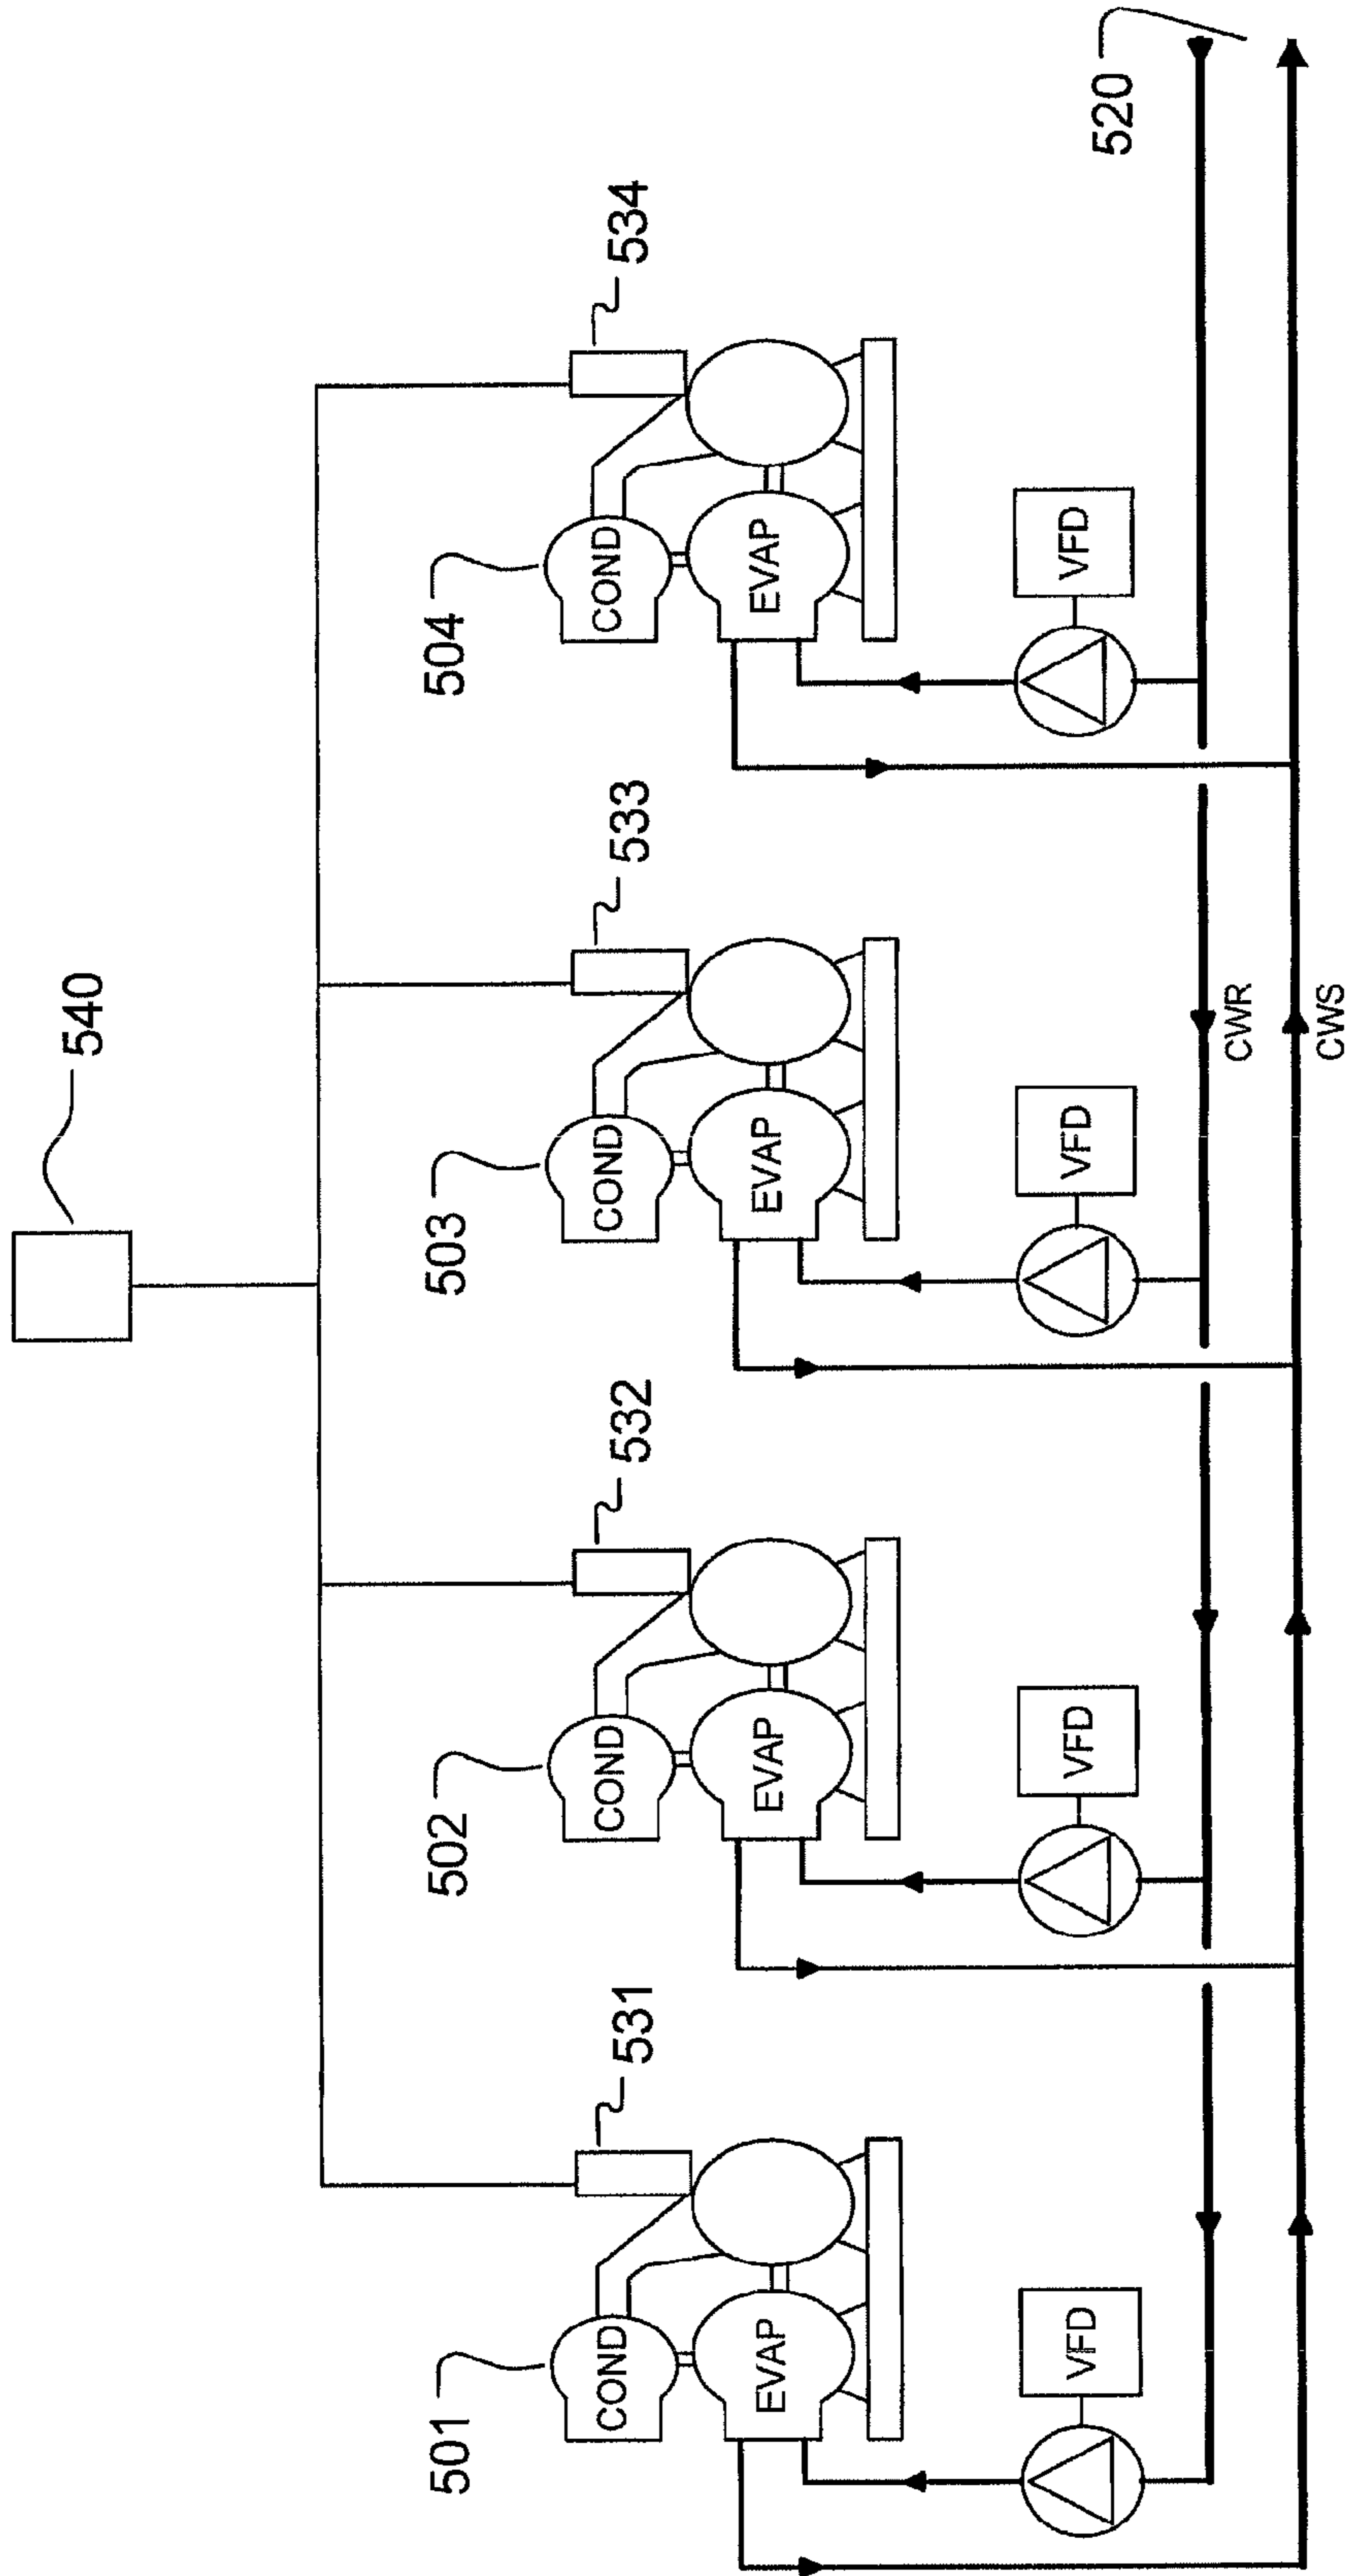 540
531
532
533
534
501
502
503
504
COND
COND
COND
COND
EVAP
EVAP
EVAP
EVAP
VFD
VFD
VFD
VFD
520
CWR
CWS